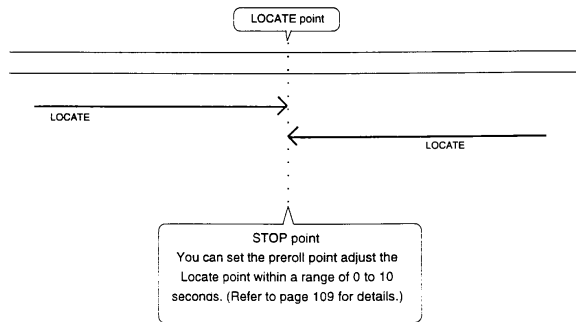 LOCATE point
LOCATE
LOCATE
STOP point
You can set the preroll point adjust the
Locate point within a range of 0 to 10
seconds. (Refer to page 109 for details.)